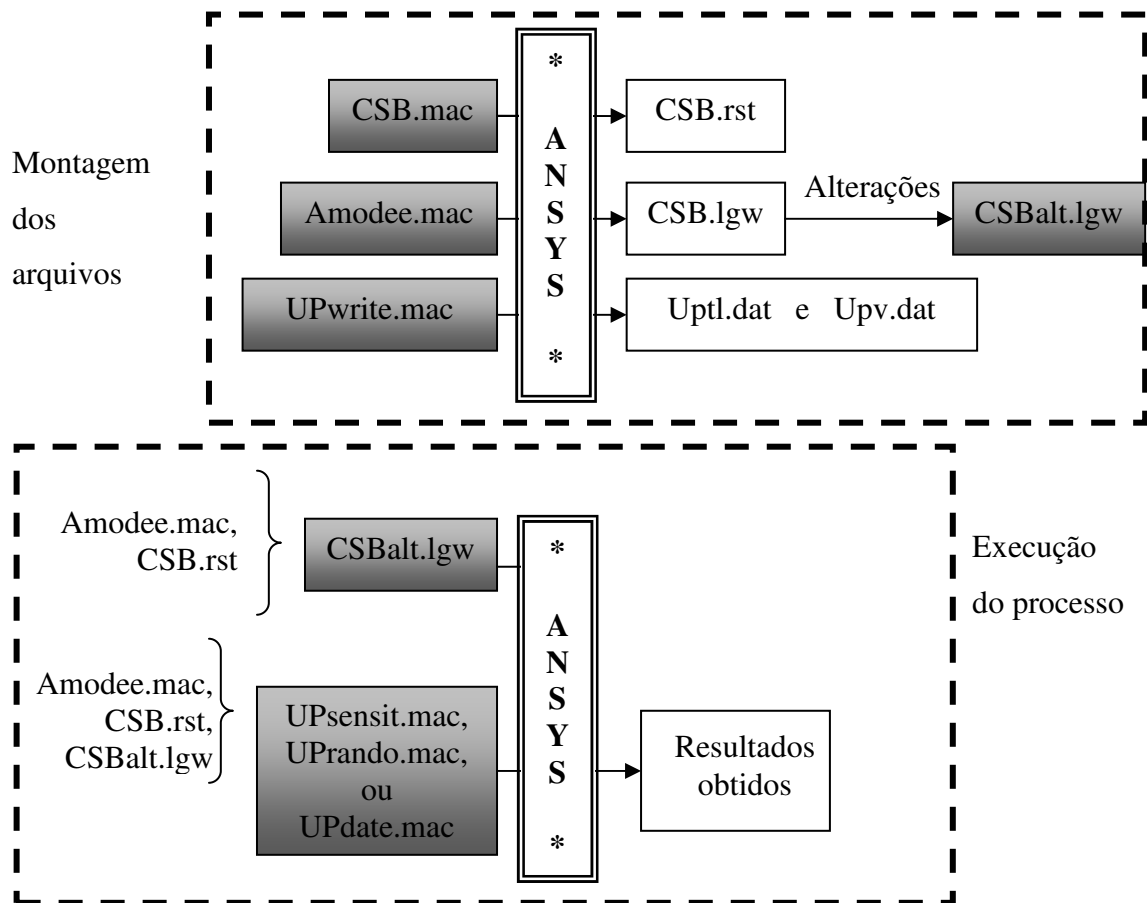 Montagem
dos
arquivos
CSB.mac
Amodee.mac
UPwrite.mac
*
A
N
S
Y
S
*
CSB.rst
CSB.lgw
Alterações
CSBalt.lgw
Uptl.dat e Upv.dat
Amodee.mac,
CSB.rst
CSBalt.lgw
Amodee.mac,
CSB.rst,
CSBalt.lgw
UPsensit.mac,
UPrando.mac,
ou
UPdate.mac
*
A
N
S
Y
S
*
Resultados
obtidos
Execução
do processo